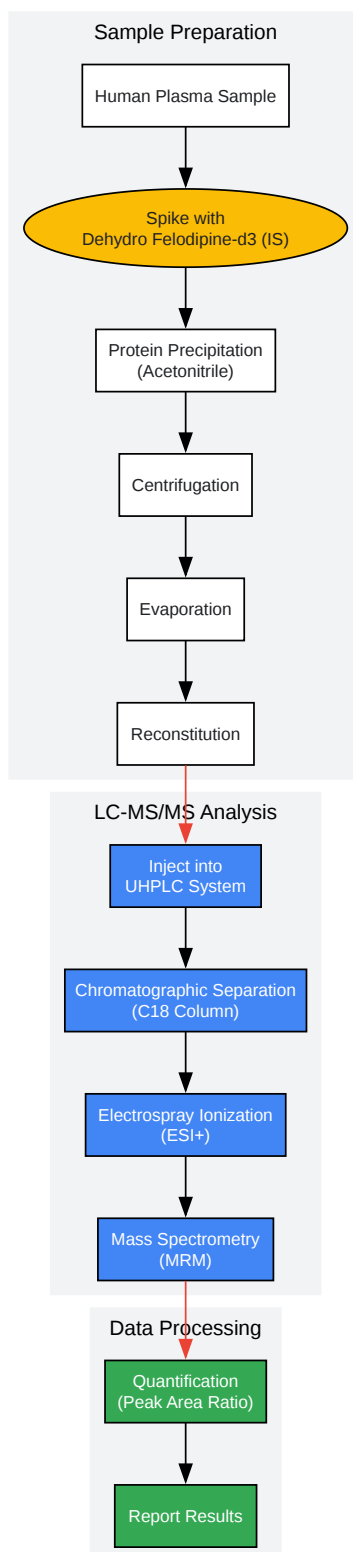 Sample Preparation
Human Plasma Sample
Spike with
Dehydro Felodipine-d3 (IS)
Protein Precipitation
(Acetonitrile)
Centrifugation
Evaporation
Reconstitution
LC-MS/MS Analysis
Inject into
UHPLC System
Chromatographic Separation
(C18 Column)
Electrospray Ionization
(ESI+)
Mass Spectrometry
(MRM)
Data Processing
Quantification
(Peak Area Ratio)
Report Results